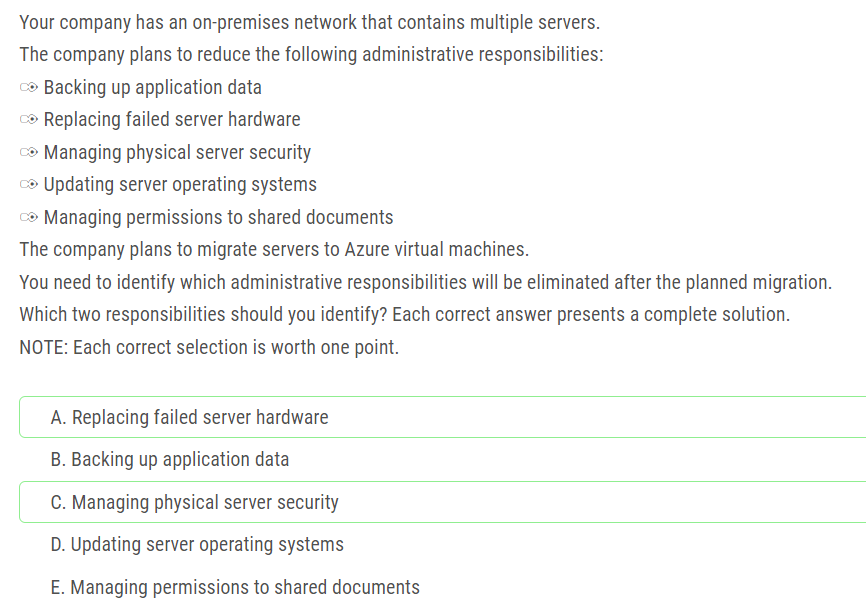 Your company has an on-premises network that contains multiple servers.
The company plans to reduce the following administrative responsibilities:
Backing up application data
Replacing failed server hardware
Managing physical server security
Updating server operating systems
Managing permissions to shared documents
The company plans to migrate servers to Azure virtual machines.
You need to identify which administrative responsibilities will be eliminated after the planned migration.
Which two responsibilities should you identify? Each correct answer presents a complete solution.
NOTE: Each correct selection is worth one point.
A. Replacing failed server hardware
B. Backing up application data
C. Managing physical server security
D. Updating server operating systems
E. Managing permissions to shared documents